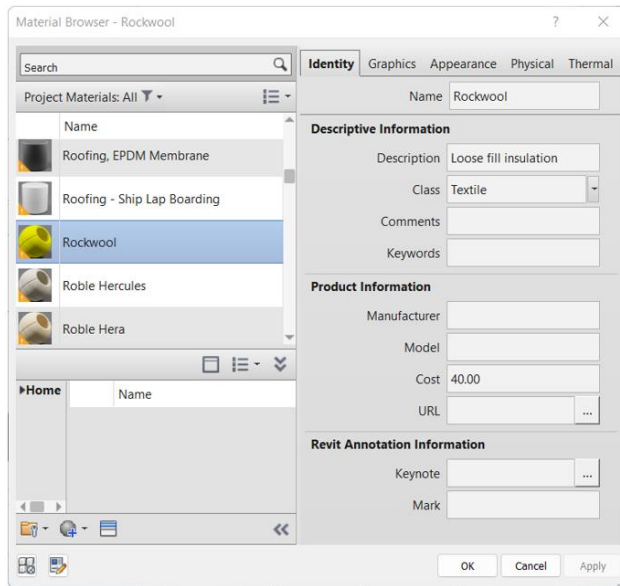 Material Browser - Rockwool
?
Search
Project Materials: All
Name
Roofing, EPDM Membrane
Roofing - Ship Lap Boarding
Rockwool
Roble Hercules
Roble Hera
Home
Name
Identity Graphics Appearance Physical Thermal
Name Rockwool
Descriptive Information
Description Loose fill insulation
Class Textile
Comments
Keywords
Product Information
Manufacturer
Model
Cost 40.00
URL ...
Revit Annotation Information
Keynote ...
Mark
OK Cancel Apply